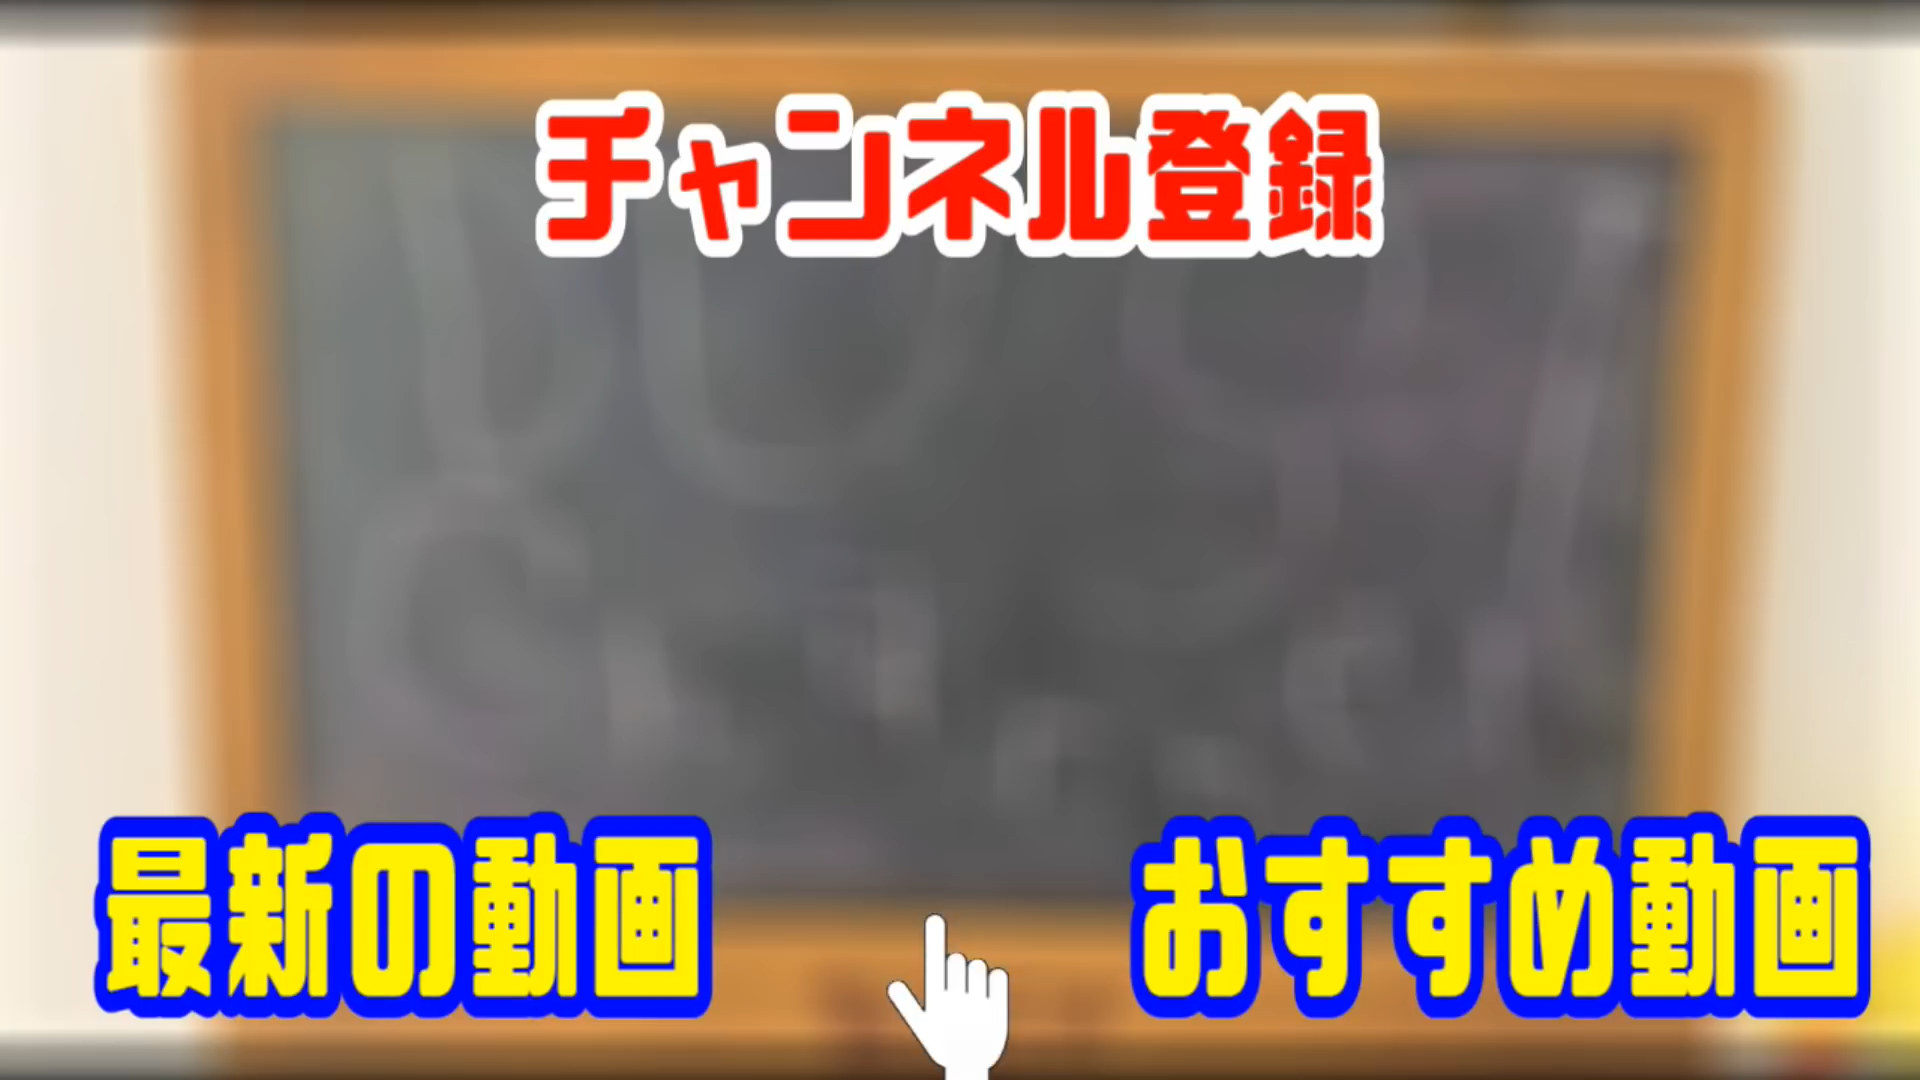 チャンネル登録
最新の動画
おすすめ動画